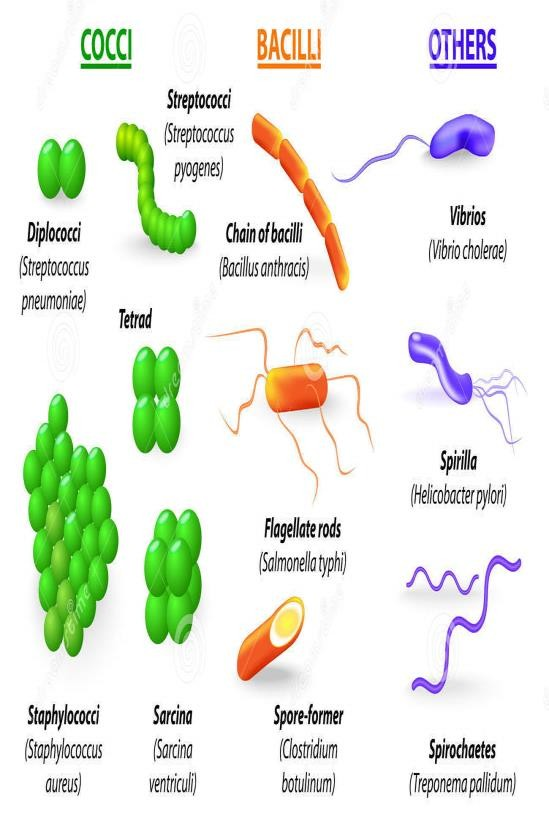 COCCI
BACILLI
OTHERS
Streptococci
(Streptococcus
pyogenes)
Diplococci
(Streptococcus
pneumoniae)
Chain of bacilli
(Bacillus anthracis)
Vibrios
(Vibrio cholerae)
Tetrad
Flagellate rods
(Salmonella typhi)
Spirilla
(Helicobacter pylori)
Staphylococci
(Staphylococcus
aureus)
Sarcina
(Sarcina
ventriculi)
Spore-former
(Clostridium
botulinum)
Spirochaetes
(Treponema pallidum)